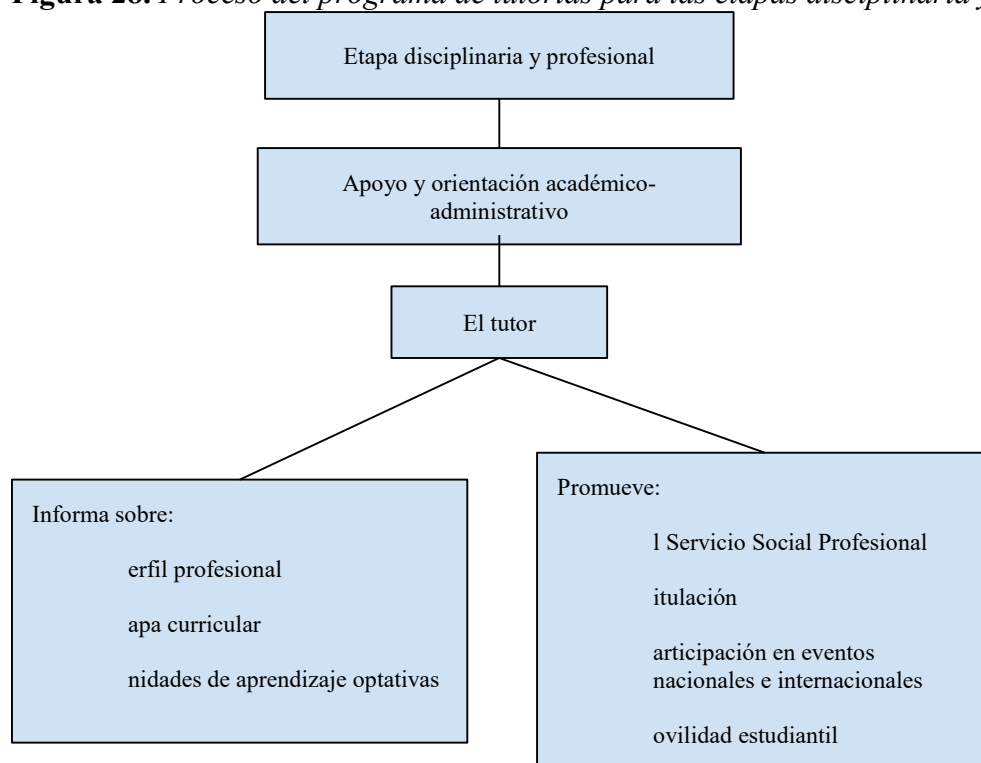 Figura 28. Proceso del programa de tutorías para las etapas disciplinaria y
Etapa disciplinaria y profesional
Apoyo y orientación académico-
administrativo
El tutor
Informa sobre:
erfil profesional
apa curricular
nidades de aprendizaje optativas
Promueve:
l Servicio Social Profesional
itulación
articipación en eventos
nacionales e internacionales
ovilidad estudiantil